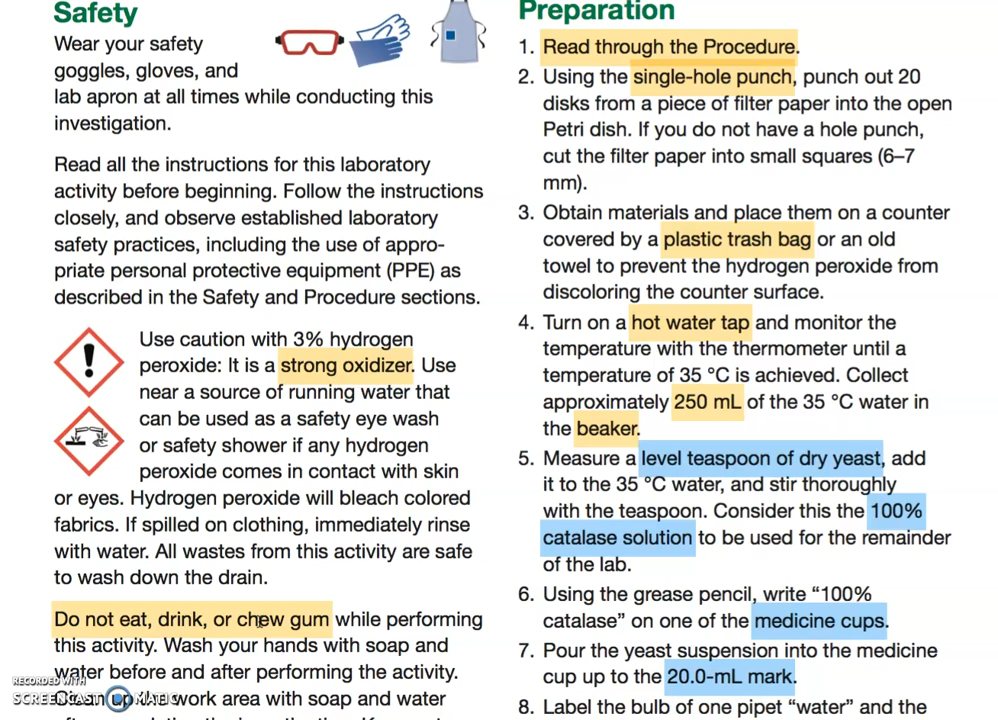 Safety
Wear your safety
goggles, gloves, and
lab apron at all times while conducting this
investigation.
Read all the instructions for this laboratory
activity before beginning. Follow the instructions
closely, and observe established laboratory
safety practices, including the use of appro-
priate personal protective equipment (PPE) as
described in the Safety and Procedure sections.
Use caution with 3% hydrogen
peroxide: It is a strong oxidizer. Use
near a source of running water that
can be used as a safety eye wash
or safety shower if any hydrogen
peroxide comes in contact with skin
or eyes. Hydrogen peroxide will bleach colored
fabrics. If spilled on clothing, immediately rinse
with water. All wastes from this activity are safe
to wash down the drain.
Do not eat, drink, or chew gum while performing
this activity. Wash your hands with soap and
water before and after performing the activity.
Clean up the work area with soap and water
Preparation
1. Read through the Procedure.
2. Using the single-hole punch, punch out 20
disks from a piece of filter paper into the open
Petri dish. If you do not have a hole punch,
cut the filter paper into small squares (6–7
mm).
3. Obtain materials and place them on a counter
covered by a plastic trash bag or an old
towel to prevent the hydrogen peroxide from
discoloring the counter surface.
4. Turn on a hot water tap and monitor the
temperature with the thermometer until a
temperature of 35 °C is achieved. Collect
approximately 250 mL of the 35 °C water in
the beaker.
5. Measure a level teaspoon of dry yeast, add
it to the 35 °C water, and stir thoroughly
with the teaspoon. Consider this the 100%
catalase solution to be used for the remainder
of the lab.
6. Using the grease pencil, write “100%
catalase” on one of the medicine cups.
7. Pour the yeast suspension into the medicine
cup up to the 20.0-mL mark.
8. Label the bulb of one pipet “water” and the
RECORDED WITH
SCREENCAST MATIC